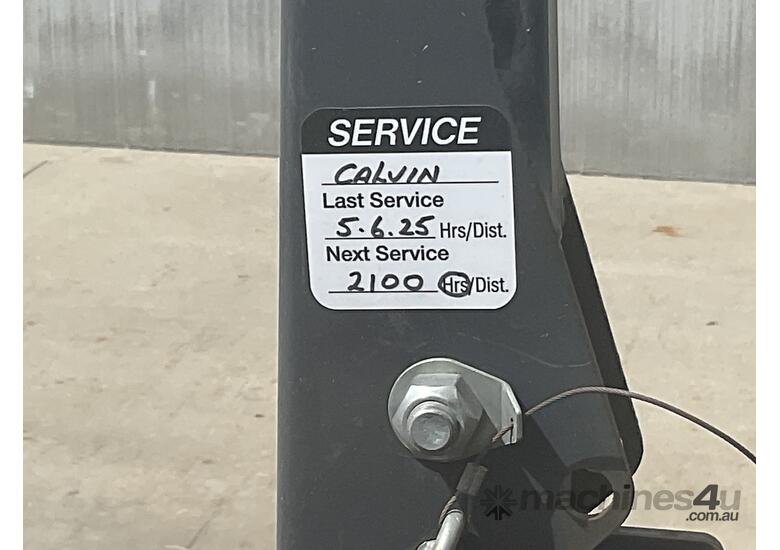 SERVICE
CALVIN
Last Service
5.6.25 Hrs/Dist.
Next Service
2100 Hrs/Dist.
machines4u
.com.au